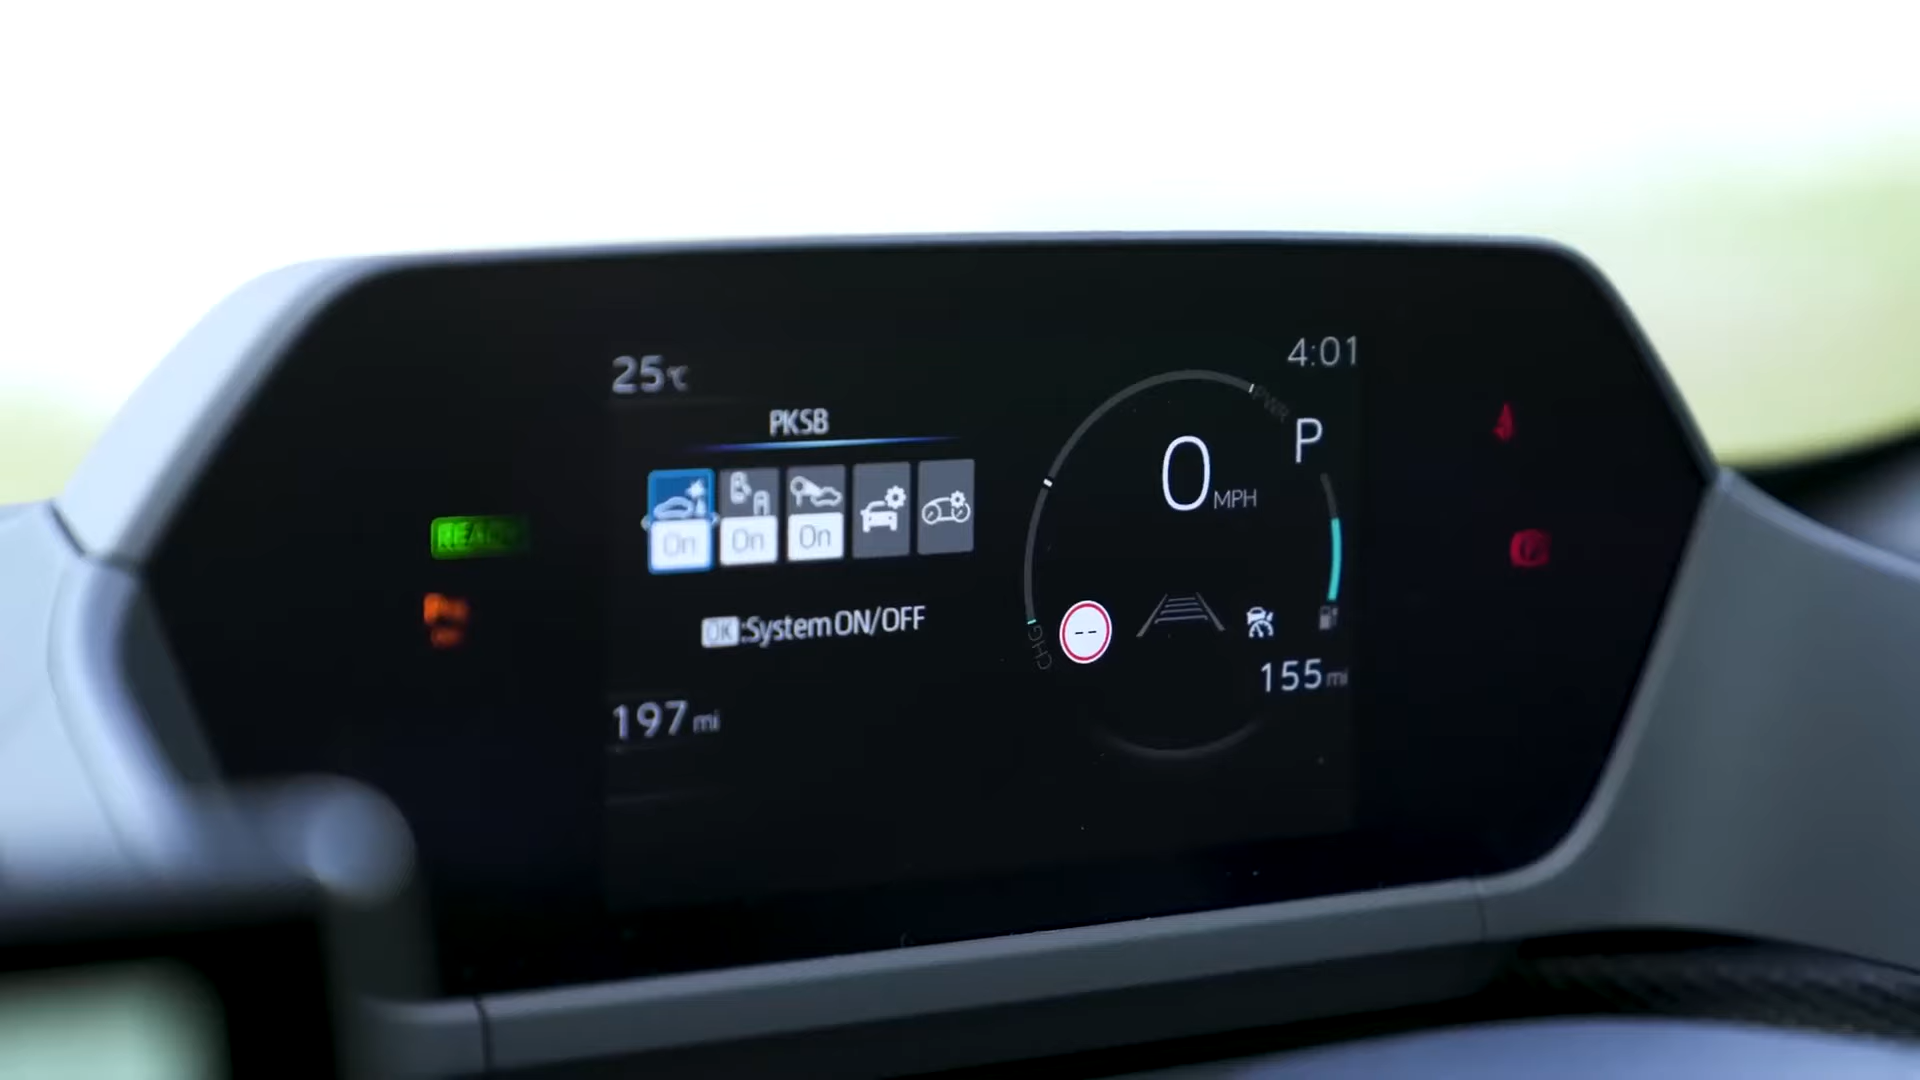 25℃
4:01
PKSB
PWR
P
0 MPH
On On On
READY
OK :System ON/OFF
--
CHG
155 mi
197 mi